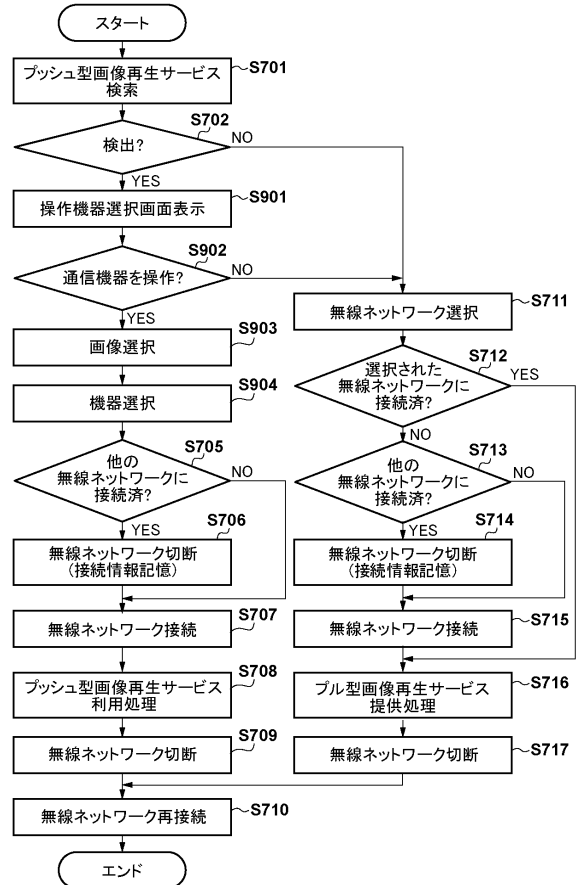 スタート
プッシュ型画像再生サービス
検索
S701
検出?
S702
NO
YES
操作機器選択画面表示
S901
通信機器を操作?
S902
NO
YES
画像選択
S903
機器選択
S904
他の
無線ネットワークに
接続済?
S705
NO
YES
無線ネットワーク切断
(接続情報記憶)
S706
無線ネットワーク接続
S707
プッシュ型画像再生サービス
利用処理
S708
無線ネットワーク切断
S709
無線ネットワーク再接続
S710
エンド
無線ネットワーク選択
S711
選択された
無線ネットワークに
接続済?
S712
YES
NO
他の
無線ネットワークに
接続済?
S713
NO
YES
無線ネットワーク切断
(接続情報記憶)
S714
無線ネットワーク接続
S715
プル型画像再生サービス
提供処理
S716
無線ネットワーク切断
S717